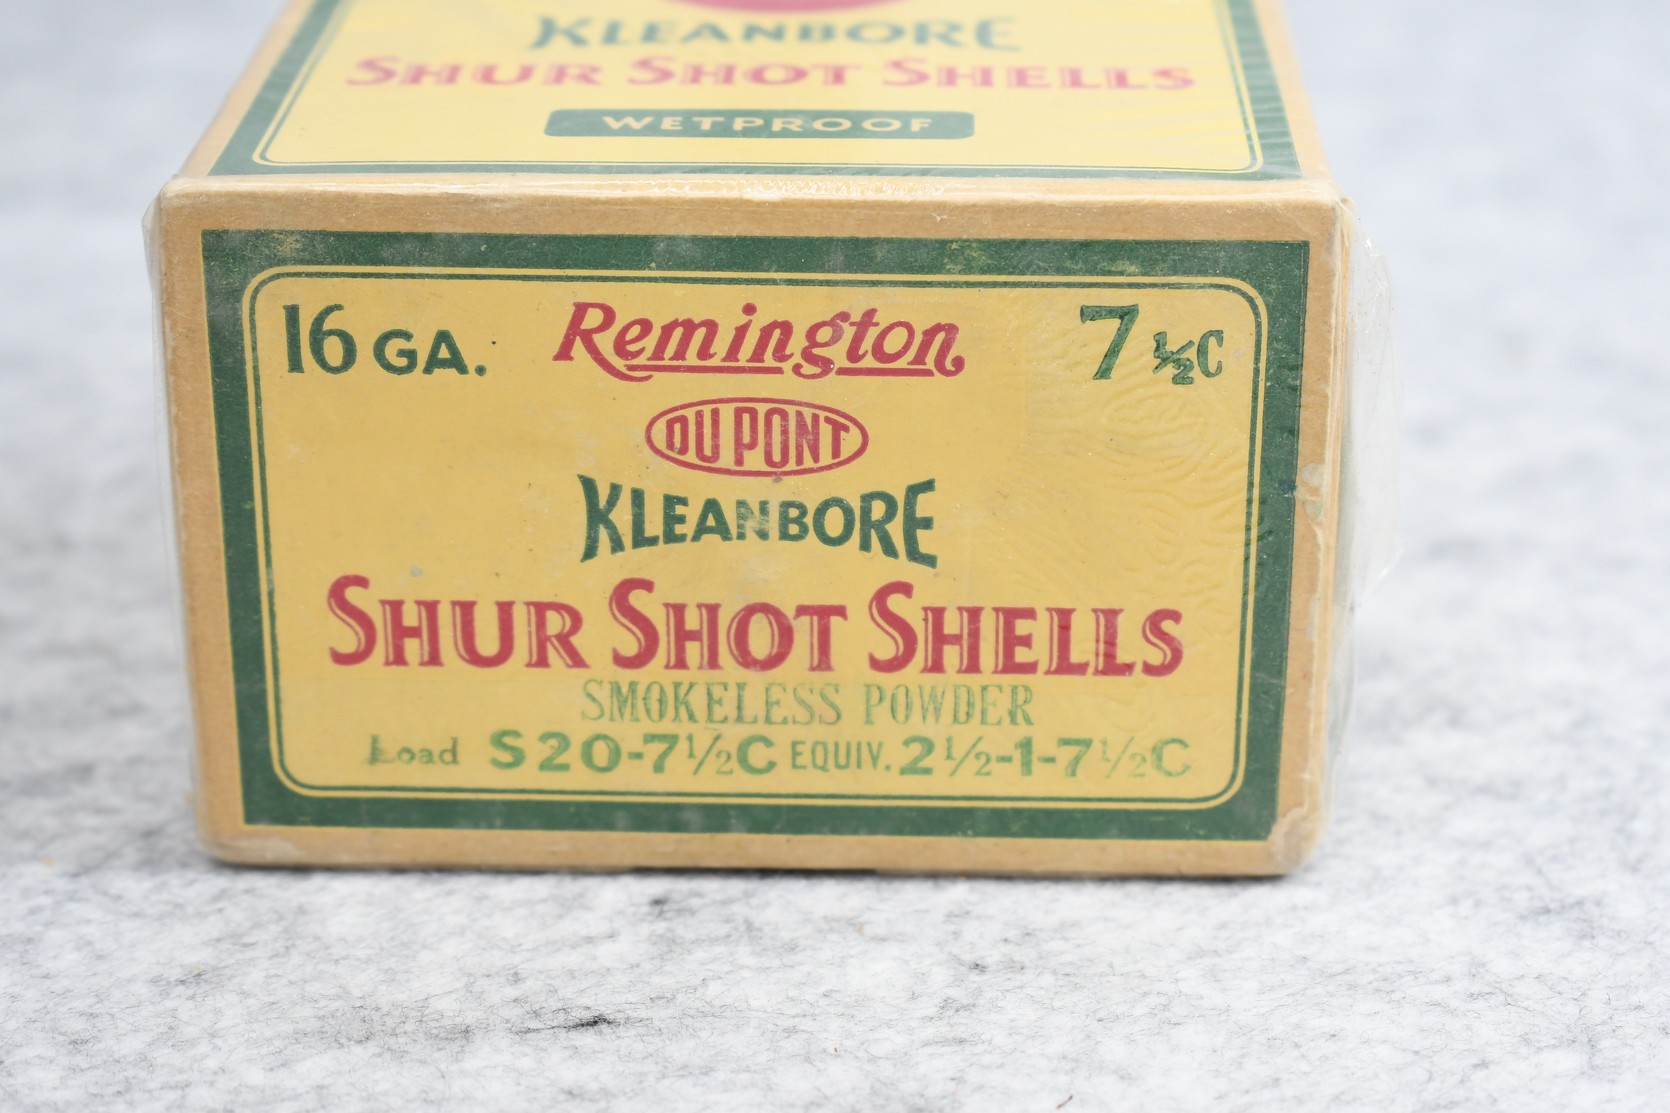 KLEANBORE
SHUR SHOT SHELLS
WETPROOF
16 GA. Remington 7 ½C
DU PONT
KLEANBORE
SHUR SHOT SHELLS
SMOKELESS POWDER
Load S20-7½C EQUIV. 2½-1-7½C